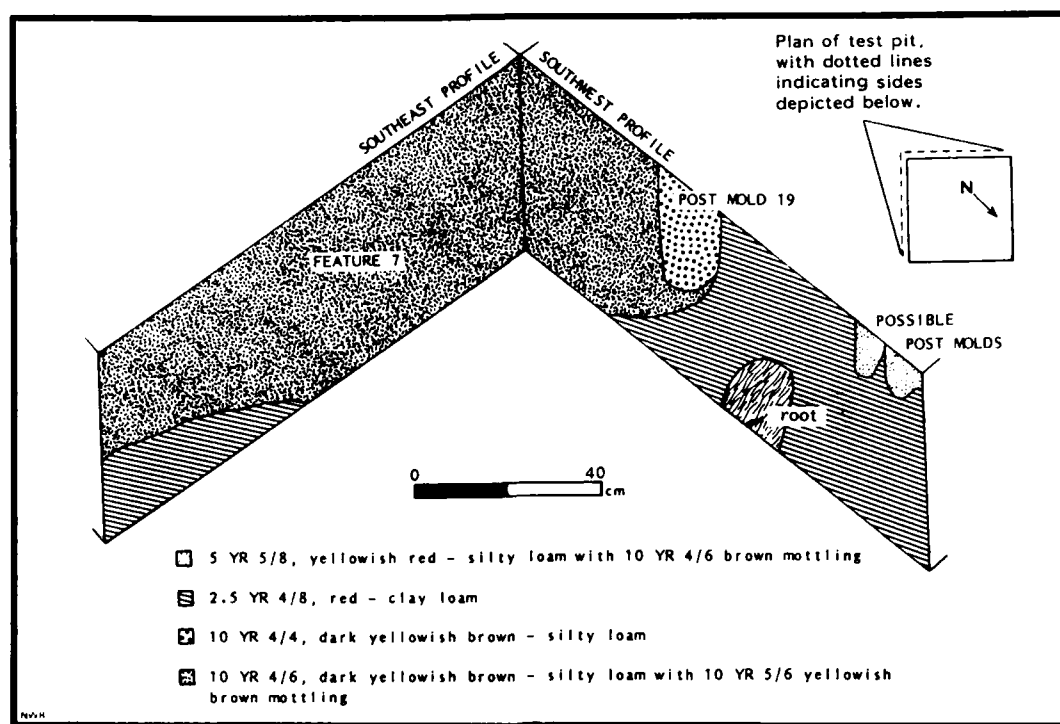 Plan of test pit,
with dotted lines
indicating sides
depicted below.
SOUTHEAST PROFILE
SOUTHWEST PROFILE
N
POST MOLD 19
FEATURE 7
POSSIBLE
POST MOLDS
root
0 40
cm
5 YR 5/8, yellowish red - silty loam with 10 YR 4/6 brown mottling
2.5 YR 4/8, red - clay loam
10 YR 4/4, dark yellowish brown - silty loam
10 YR 4/6, dark yellowish brown - silty loam with 10 YR 5/6 yellowish
brown mottling